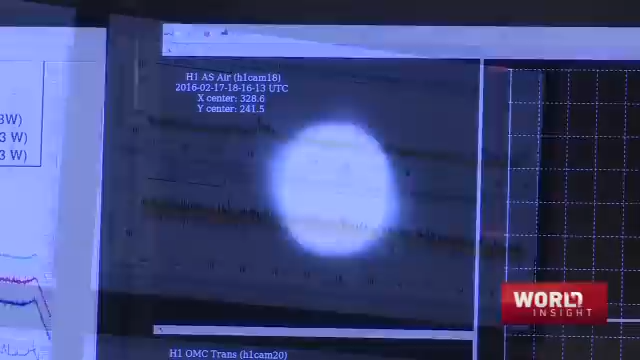 H1 AS Air (h1cam18)
2016-02-17-18-16-13 UTC
X center: 328.6
Y center: 241.5
3W)
3 W)
3 W)
WORLD
INSIGHT
H1 OMC Trans (h1cam20)